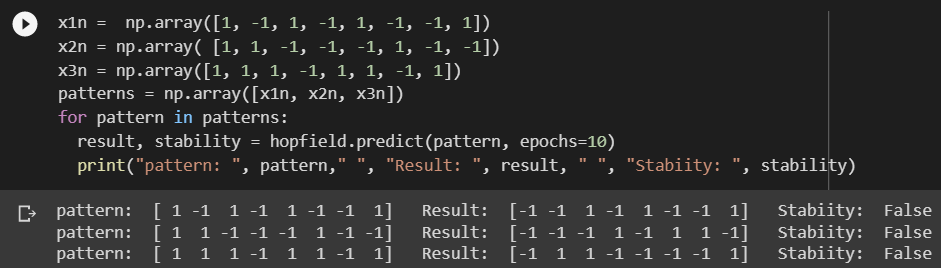 x1n =  np.array([1, -1, 1, -1, 1, -1, -1, 1])
x2n = np.array( [1, 1, -1, -1, -1, 1, -1, -1])
x3n = np.array([1, 1, 1, -1, 1, 1, -1, 1])
patterns = np.array([x1n, x2n, x3n])
for pattern in patterns:
  result, stability = hopfield.predict(pattern, epochs=10)
  print("pattern: ", pattern," ", "Result: ", result, " ", "Stabiity: ", stability)
pattern:  [ 1 -1  1 -1  1 -1 -1  1]   Result:  [-1 -1  1 -1  1 -1 -1  1]   Stabiity:  False
pattern:  [ 1  1 -1 -1 -1  1 -1 -1]   Result:  [-1 -1 -1  1 -1  1  1 -1]   Stabiity:  False
pattern:  [ 1  1  1 -1  1  1 -1  1]   Result:  [-1  1  1 -1 -1 -1 -1  1]   Stabiity:  False